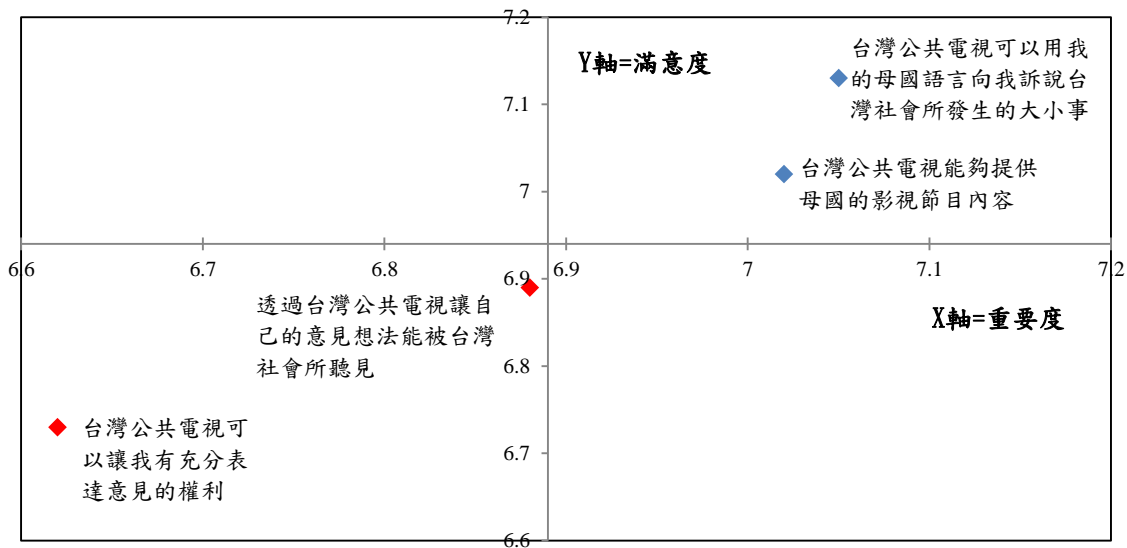 7.2
Y軸=滿意度
台灣公共電視可以用我
的母國語言向我訴說台
灣社會所發生的大小事
7.1
台灣公共電視能夠提供
母國的影視節目內容
7
6.6
6.7
6.8
6.9
7
7.1
7.2
6.9
透過台灣公共電視讓自
己的意見想法能被台灣
社會所聽見
X軸=重要度
6.8
台灣公共電視可
以讓我有充分表
達意見的權利
6.7
6.6